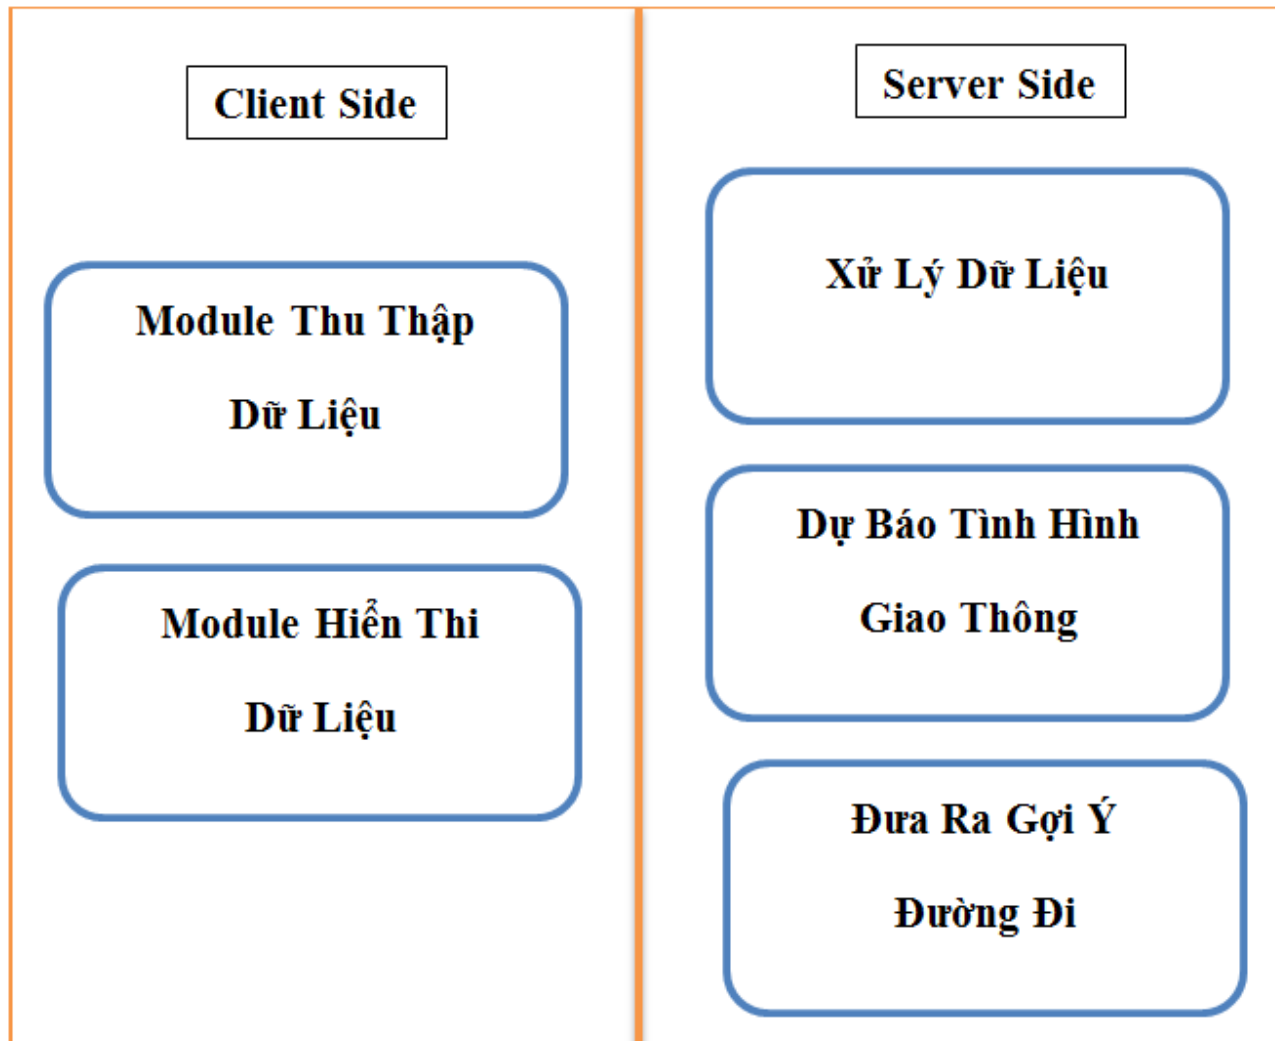 Client Side
Module Thu Thập
Dữ Liệu
Module Hiển Thi
Dữ Liệu
Server Side
Xử Lý Dữ Liệu
Dự Báo Tình Hình
Giao Thông
Đưa Ra Gợi Ý
Đường Đi